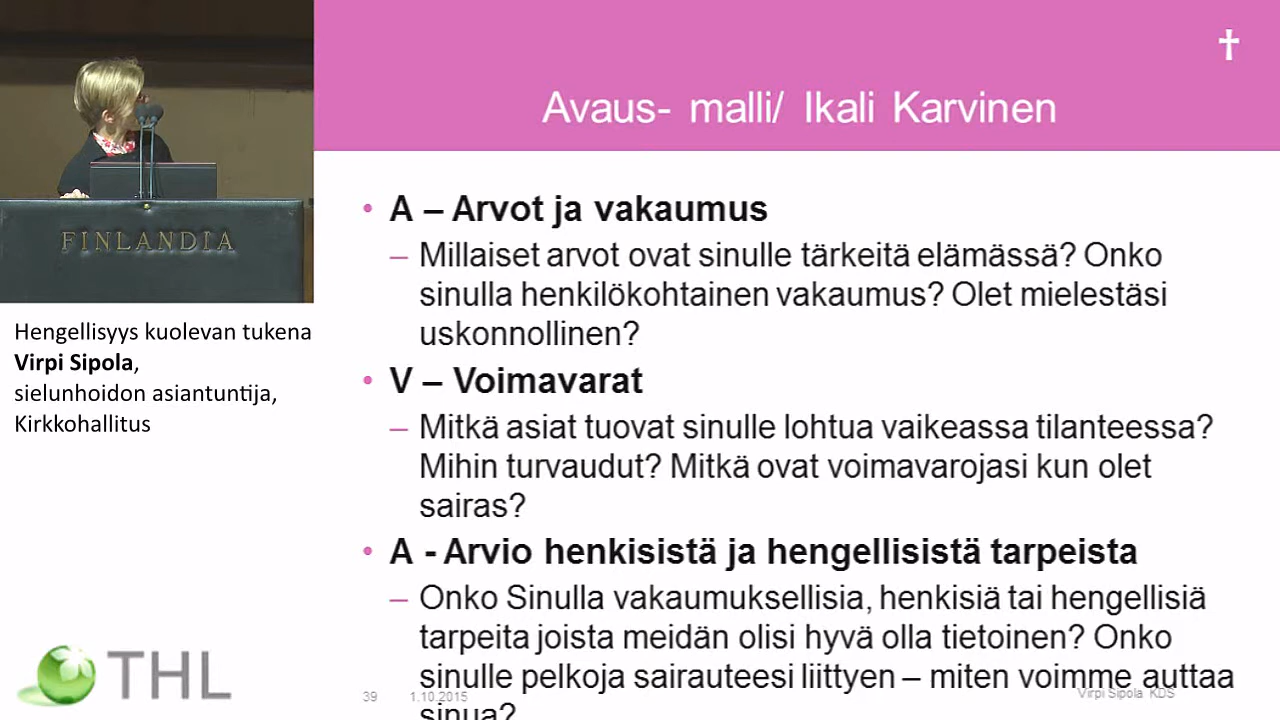 Avaus- malli/ Ikali Karvinen
• A – Arvot ja vakaumus
– Millaiset arvot ovat sinulle tärkeitä elämässä? Onko
sinulla henkilökohtainen vakaumus? Olet mielestäsi
uskonnollinen?
• V – Voimavarat
– Mitkä asiat tuovat sinulle lohtua vaikeassa tilanteessa?
Mihin turvaudut? Mitkä ovat voimavarojasi kun olet
sairas?
• A - Arvio henkisistä ja hengellisistä tarpeista
– Onko Sinulla vakaumuksellisia, henkisiä tai hengellisiä
tarpeita joista meidän olisi hyvä olla tietoinen? Onko
sinulle pelkoja sairauteesi liittyen – miten voimme auttaa
sinua?
39 1.10.2015 Virpi Sipola KDS
FINLANDIA
Hengellisyys kuolevan tukena
Virpi Sipola,
sielunhoidon asiantuntija,
Kirkkohallitus
THL